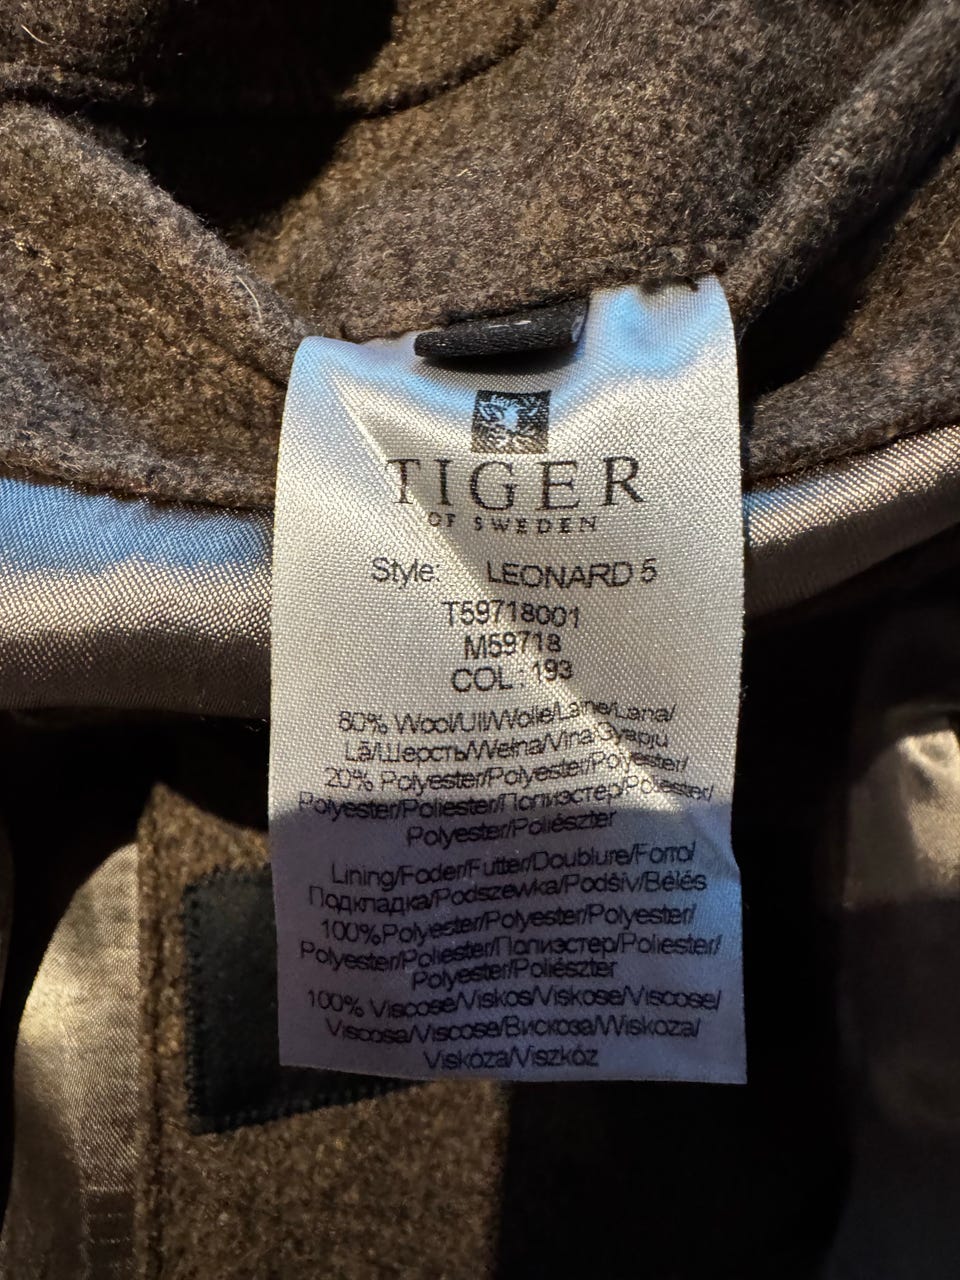 TIGER
OF SWEDEN
Style: LEONARD 5
T59718001
M59718
COL: 193
80% Wool/Ull/Wolle/Laine/Lana/
Lã/Шерсть/Wełna/Vlna/Gyapjú
20% Polyester/Polyester/Polyester/
Polyester/Poliester/Полиэстер/Poliester/
Polyester/Poliészter
Lining/Foder/Futter/Doublure/Forro/
Подкладка/Podszewka/Podšív/Bélés
100%Polyester/Polyester/Polyester/
Polyester/Poliester/Полиэстер/Poliester/
Polyester/Poliészter
100% Viscose/Viskos/Viskose/Viscose/
Viscosa/Viscose/Вискоза/Wiskoza/
Viskóza/Viszkóz